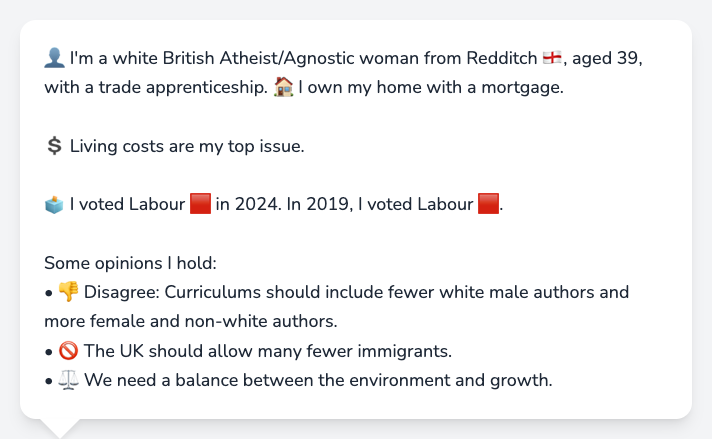 👤 I'm a white British Atheist/Agnostic woman from Redditch 🏴󠁧󠁢󠁥󠁮󠁧󠁿, aged 39,
with a trade apprenticeship. 🏠 I own my home with a mortgage.
💲 Living costs are my top issue.
🗳️ I voted Labour 🟥 in 2024. In 2019, I voted Labour 🟥.
Some opinions I hold:
• 👎 Disagree: Curriculums should include fewer white male authors and
more female and non-white authors.
• 🚫 The UK should allow many fewer immigrants.
• ⚖️ We need a balance between the environment and growth.